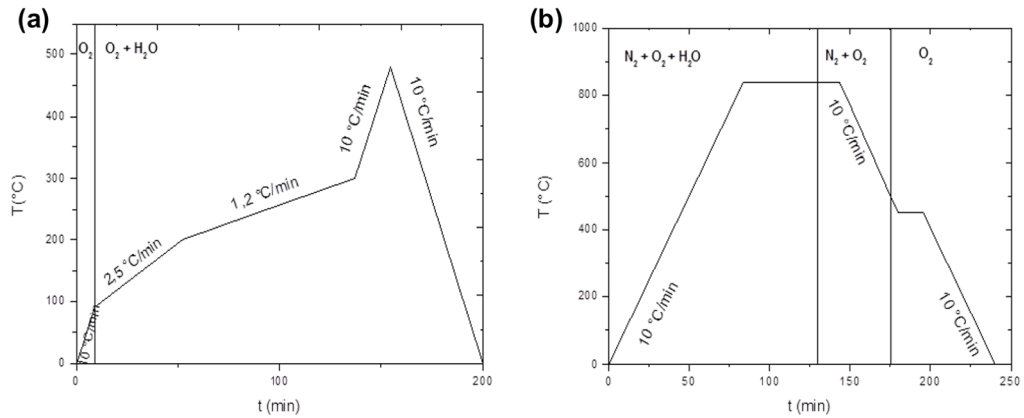 (a)
O₂
O₂ + H₂O
500
400
300
200
100
0
T(°C)
10 °C/min
2,5 °C/min
1,2 °C/min
10 °C/min
10 °C/min
0
100
200
t (min)
(b)
N₂ + O₂ + H₂O
N₂ + O₂
O₂
1000
800
600
400
200
0
T (°C)
10 °C/min
10 °C/min
10 °C/min
0
50
100
150
200
250
t (min)